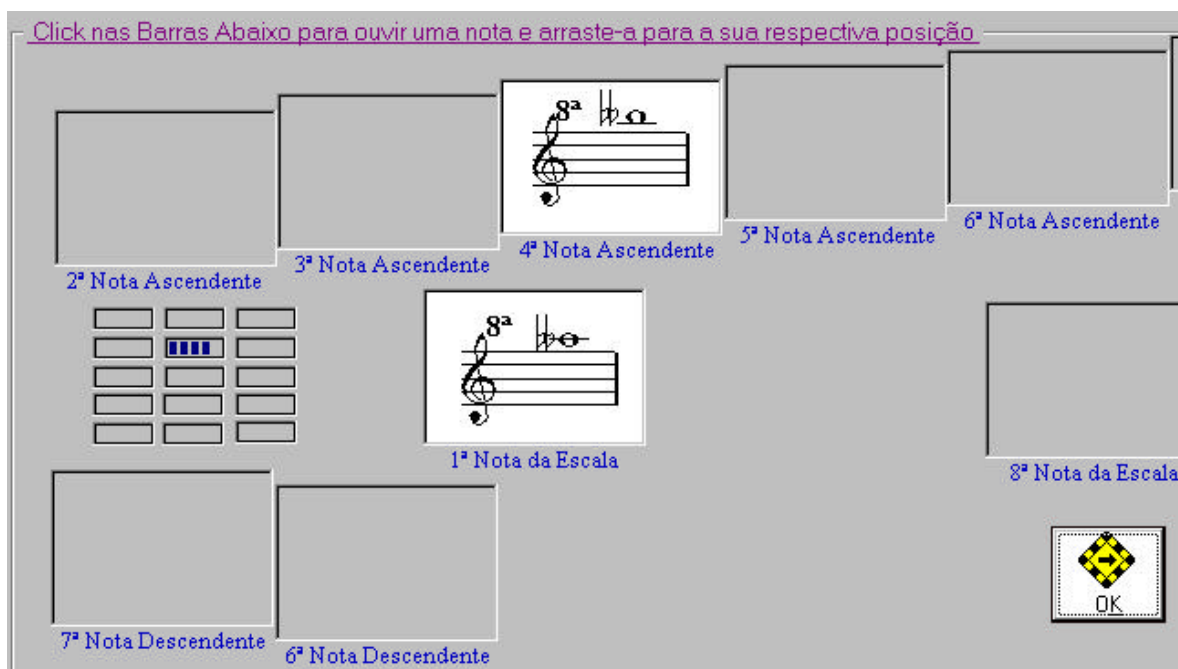 Click nas Barras Abaixo para ouvir uma nota e arraste-a para a sua respectiva posição
8ª
2ª Nota Ascendente
3ª Nota Ascendente
4ª Nota Ascendente
5ª Nota Ascendente
6ª Nota Ascendente
8ª
1ª Nota da Escala
8ª Nota da Escala
7ª Nota Descendente
6ª Nota Descendente
OK